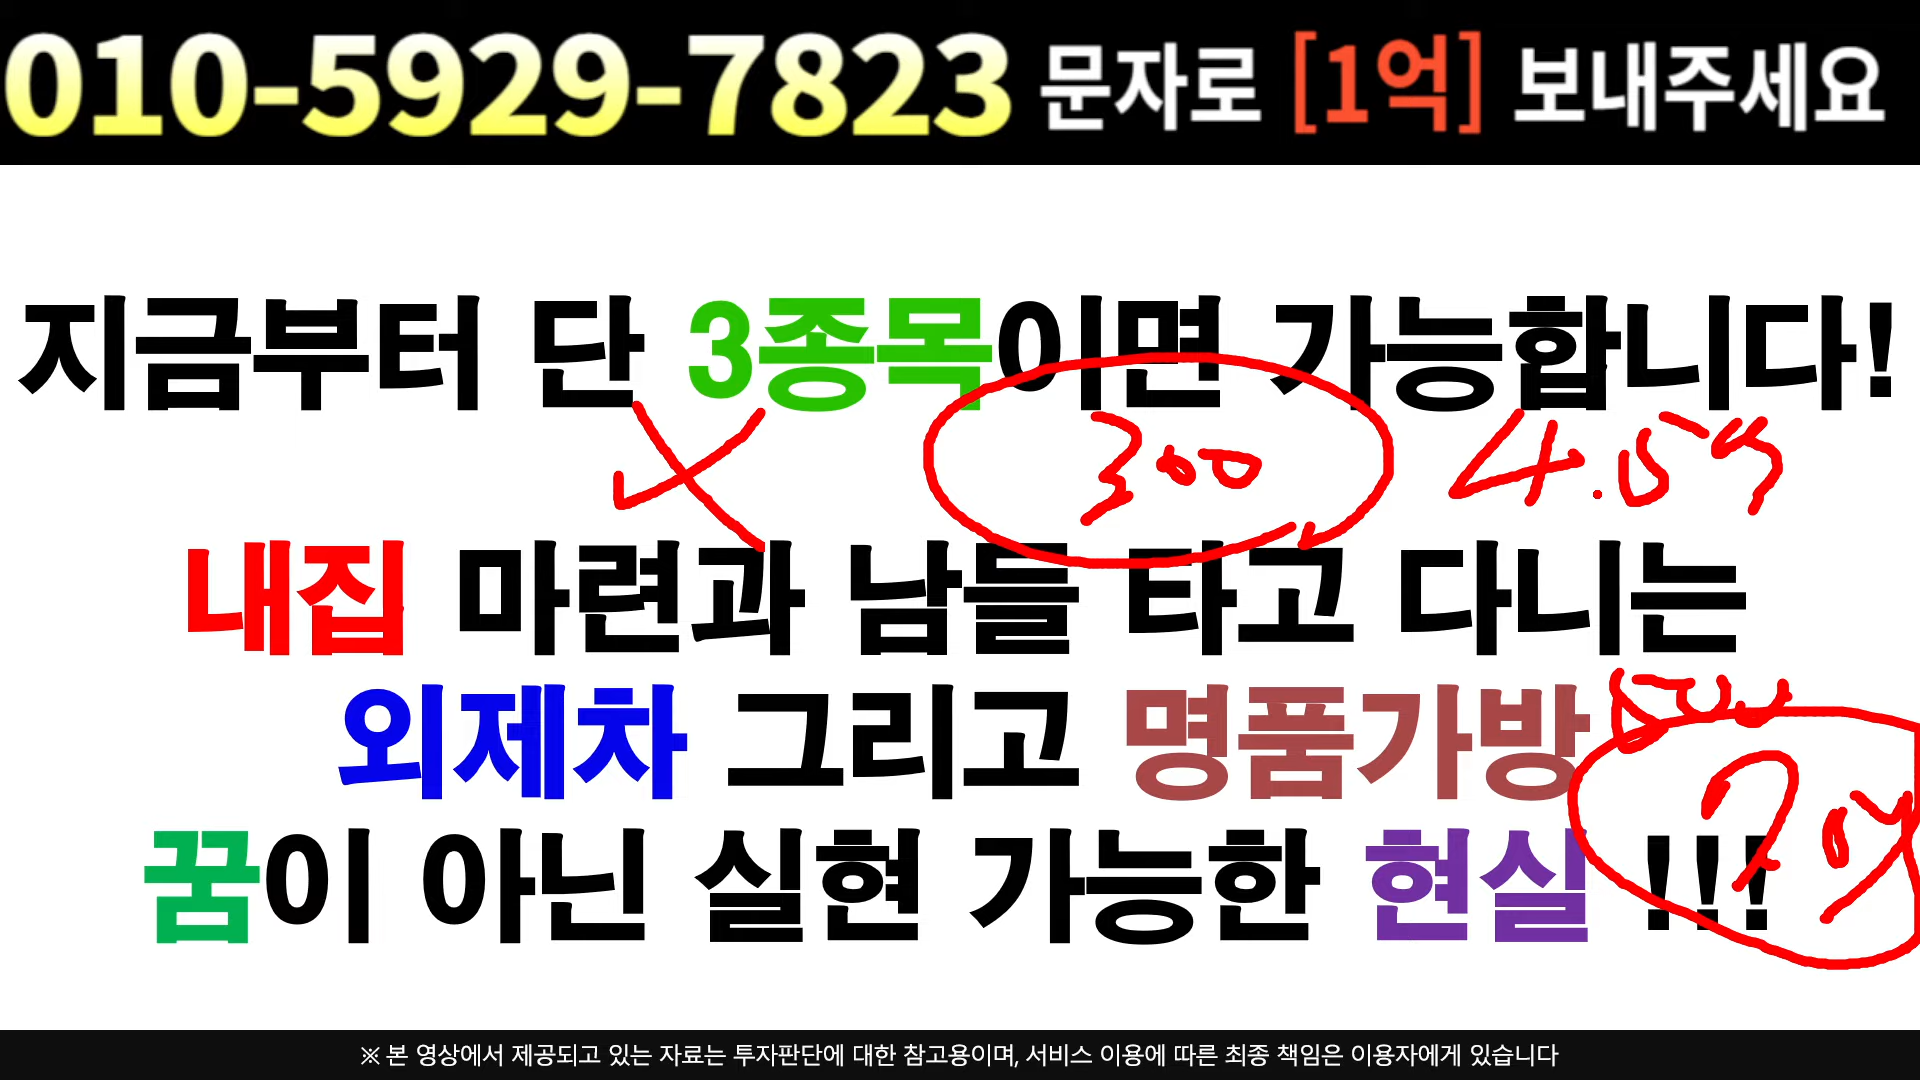 010-5929-7823 문자로 [1억] 보내주세요
지금부터 단 3종목이면 가능합니다!
300 4.5억
내집 마련과 남들 타고 다니는
외제차 그리고 명품가방
꿈이 아닌 실현 가능한 현실 !!!
※ 본 영상에서 제공되고 있는 자료는 투자판단에 대한 참고용이며, 서비스 이용에 따른 최종 책임은 이용자에게 있습니다